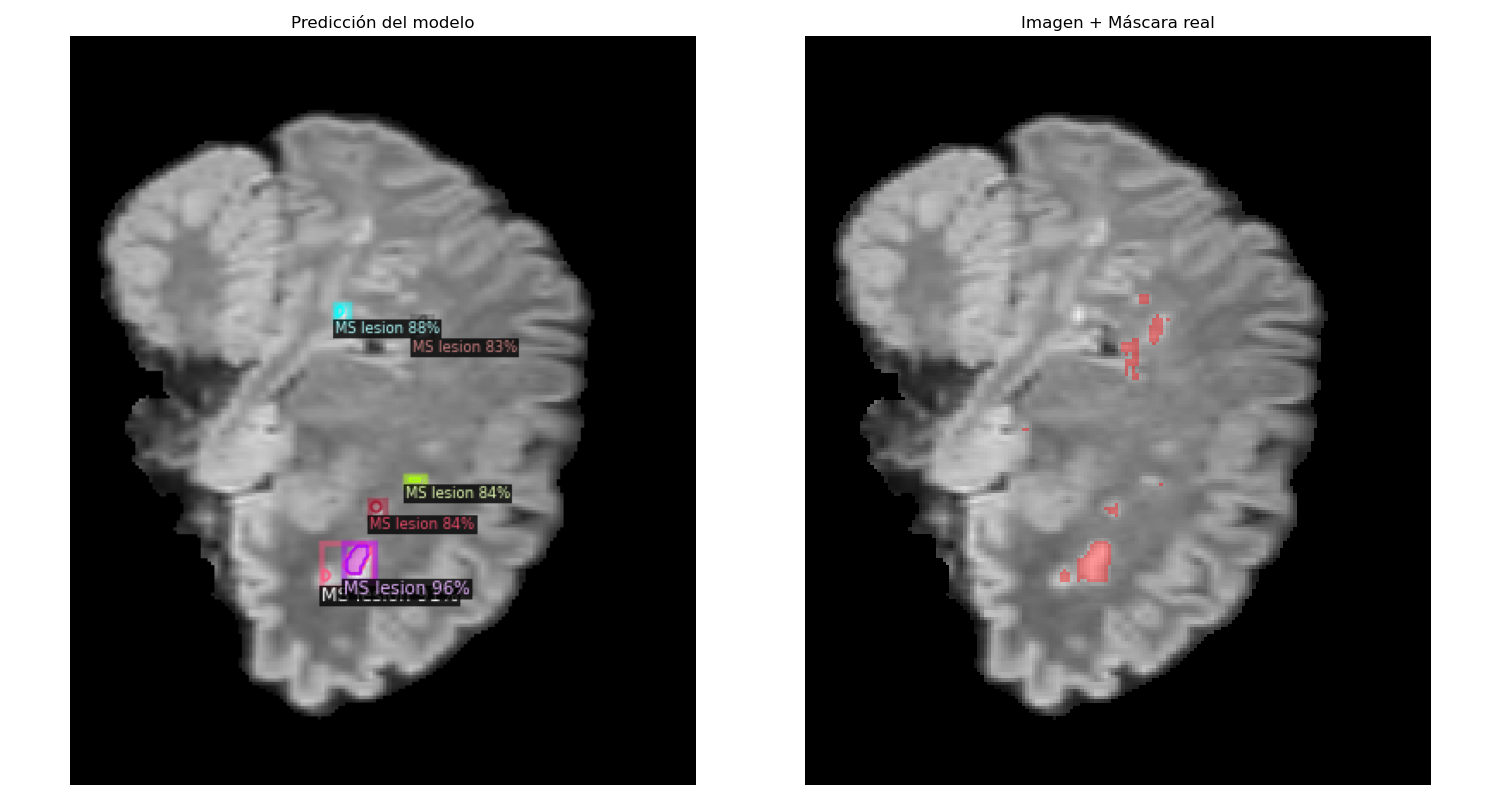 Predicción del modelo
Imagen + Máscara real
MS lesion 88%
MS lesion 83%
MS lesion 84%
MS lesion 84%
MS lesion 96%